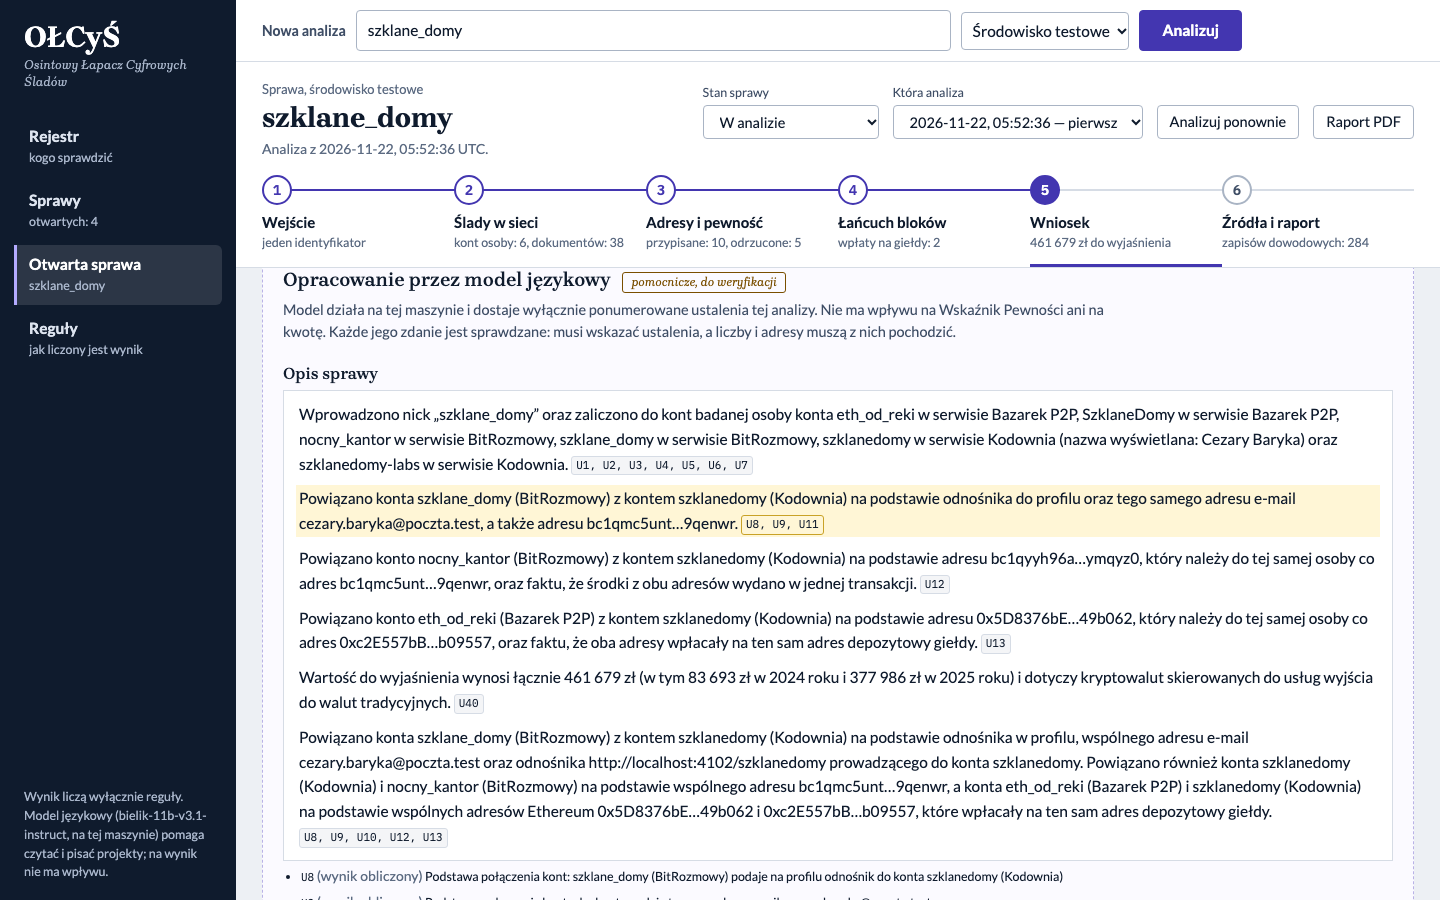 OŁCyŚ
Osintowy Łapacz Cyfrowych
Śladów
Rejestr
kogo sprawdzić
Sprawy
otwartych: 4
Otwarta sprawa
szklane_domy
Reguły
jak liczony jest wynik
Wynik liczą wyłącznie reguły.
Model językowy (bielik-11b-v3.1-
instruct, na tej maszynie) pomaga
czytać i pisać projekty; na wynik
nie ma wpływu.
Nowa analiza
szklane_domy
Środowisko testowe
Analizuj
Sprawa, środowisko testowe
szklane_domy
Analiza z 2026-11-22, 05:52:36 UTC.
Stan sprawy
W analizie
Która analiza
2026-11-22, 05:52:36 — pierwsz
Analizuj ponownie
Raport PDF
1
Wejście
jeden identyfikator
2
Ślady w sieci
kont osoby: 6, dokumentów: 38
3
Adresy i pewność
przypisane: 10, odrzucone: 5
4
Łańcuch bloków
wpłaty na giełdy: 2
5
Wniosek
461 679 zł do wyjaśnienia
6
Źródła i raport
zapisów dowodowych: 284
Opracowanie przez model językowy
pomocnicze, do weryfikacji
Model działa na tej maszynie i dostaje wyłącznie ponumerowane ustalenia tej analizy. Nie ma wpływu na Wskaźnik Pewności ani na
kwotę. Każde jego zdanie jest sprawdzane: musi wskazać ustalenia, a liczby i adresy muszą z nich pochodzić.
Opis sprawy
Wprowadzono nick „szklane_domy” oraz zaliczono do kont badanej osoby konta eth_od_reki w serwisie Bazarek P2P, SzklaneDomy w serwisie Bazarek P2P,
nocny_kantor w serwisie BitRozmowy, szklane_domy w serwisie BitRozmowy, szklanedomy w serwisie Kodownia (nazwa wyświetlana: Cezary Baryka) oraz
szklanedomy-labs w serwisie Kodownia. U1, U2, U3, U4, U5, U6, U7
Powiązano konta szklane_domy (BitRozmowy) z kontem szklanedomy (Kodownia) na podstawie odnośnika do profilu oraz tego samego adresu e-mail
cezary.baryka@poczta.test, a także adresu bc1qmc5unt…9qenwr. U8, U9, U11
Powiązano konto nocny_kantor (BitRozmowy) z kontem szklanedomy (Kodownia) na podstawie adresu bc1qyyh96a…ymqyz0, który należy do tej samej osoby co
adres bc1qmc5unt…9qenwr, oraz faktu, że środki z obu adresów wydano w jednej transakcji. U12
Powiązano konto eth_od_reki (Bazarek P2P) z kontem szklanedomy (Kodownia) na podstawie adresu 0x5D8376bE…49b062, który należy do tej samej osoby co
adres 0xc2E557bB…b09557, oraz faktu, że oba adresy wpłacały na ten sam adres depozytowy giełdy. U13
Wartość do wyjaśnienia wynosi łącznie 461 679 zł (w tym 83 693 zł w 2024 roku i 377 986 zł w 2025 roku) i dotyczy kryptowalut skierowanych do usług wyjścia
do walut tradycyjnych. U40
Powiązano konta szklane_domy (BitRozmowy) z kontem szklanedomy (Kodownia) na podstawie odnośnika w profilu, wspólnego adresu e-mail
cezary.baryka@poczta.test oraz odnośnika http://localhost:4102/szklanedomy prowadzącego do konta szklanedomy. Powiązano również konta szklanedomy
(Kodownia) i nocny_kantor (BitRozmowy) na podstawie wspólnego adresu bc1qmc5unt…9qenwr, a konta eth_od_reki (Bazarek P2P) i szklanedomy (Kodownia)
na podstawie wspólnych adresów Ethereum 0x5D8376bE…49b062 i 0xc2E557bB…b09557, które wpłacały na ten sam adres depozytowy giełdy.
U8, U9, U10, U12, U13
• U8 (wynik obliczony) Podstawa połączenia kont: szklane_domy (BitRozmowy) podaje na profilu odnośnik do konta szklanedomy (Kodownia)